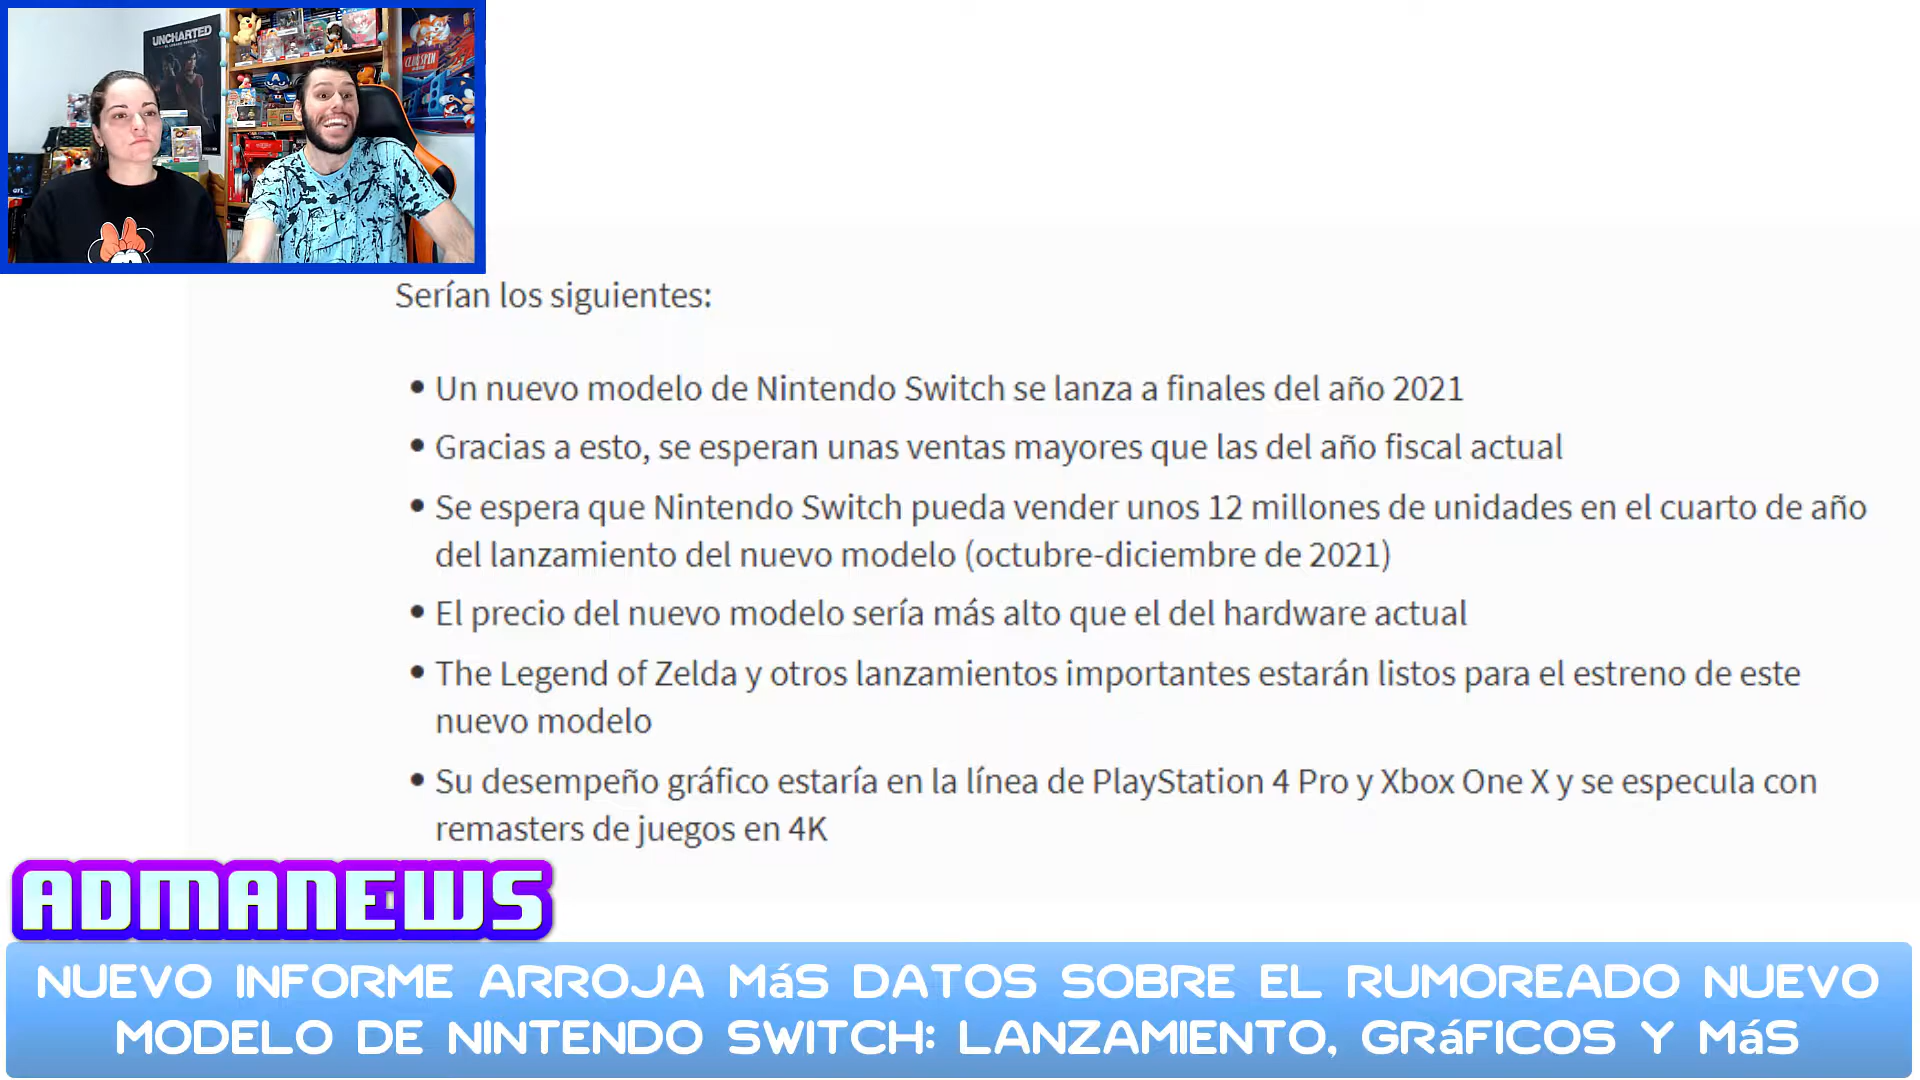 UNCHARTED
CLUB SPIN
Serían los siguientes:
• Un nuevo modelo de Nintendo Switch se lanza a finales del año 2021
• Gracias a esto, se esperan unas ventas mayores que las del año fiscal actual
• Se espera que Nintendo Switch pueda vender unos 12 millones de unidades en el cuarto de año
del lanzamiento del nuevo modelo (octubre-diciembre de 2021)
• El precio del nuevo modelo sería más alto que el del hardware actual
• The Legend of Zelda y otros lanzamientos importantes estarán listos para el estreno de este
nuevo modelo
• Su desempeño gráfico estaría en la línea de PlayStation 4 Pro y Xbox One X y se especula con
remasters de juegos en 4K
ADMANEWS
NUEVO INFORME ARROJA MáS DATOS SOBRE EL RUMOREADO NUEVO
MODELO DE NINTENDO SWITCH: LANZAMIENTO, GRáFICOS Y MáS